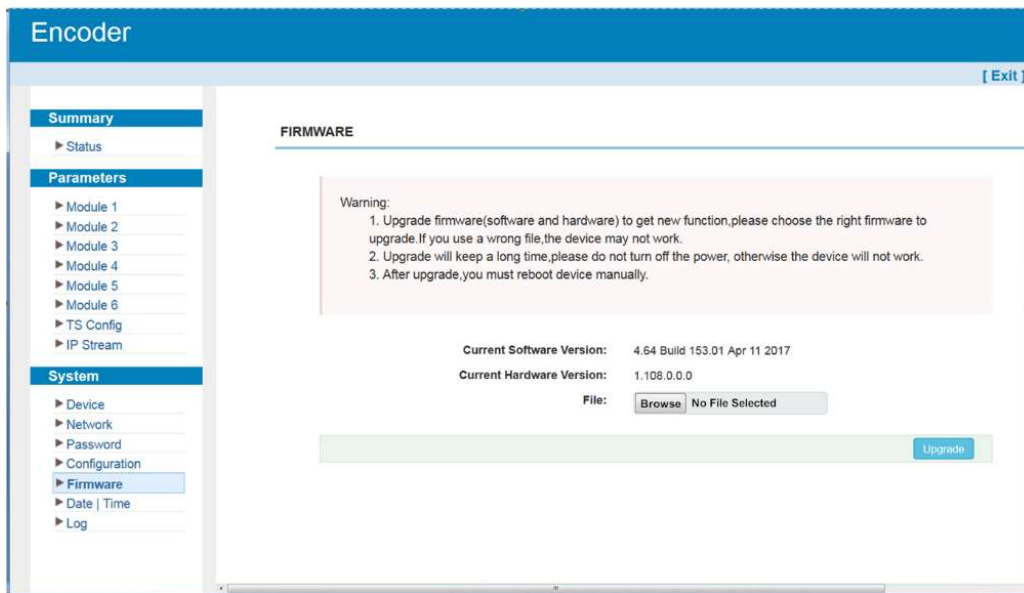 Encoder
[ Exit ]
Summary
Status
Parameters
Module 1
Module 2
Module 3
Module 4
Module 5
Module 6
TS Config
IP Stream
System
Device
Network
Password
Configuration
Firmware
Date | Time
Log
FIRMWARE
Warning:
1. Upgrade firmware(software and hardware) to get new function,please choose the right firmware to
upgrade.If you use a wrong file,the device may not work.
2. Upgrade will keep a long time,please do not turn off the power, otherwise the device will not work.
3. After upgrade,you must reboot device manually.
Current Software Version: 4.64 Build 153.01 Apr 11 2017
Current Hardware Version: 1.108.0.0.0
File: Browse No File Selected
Upgrade